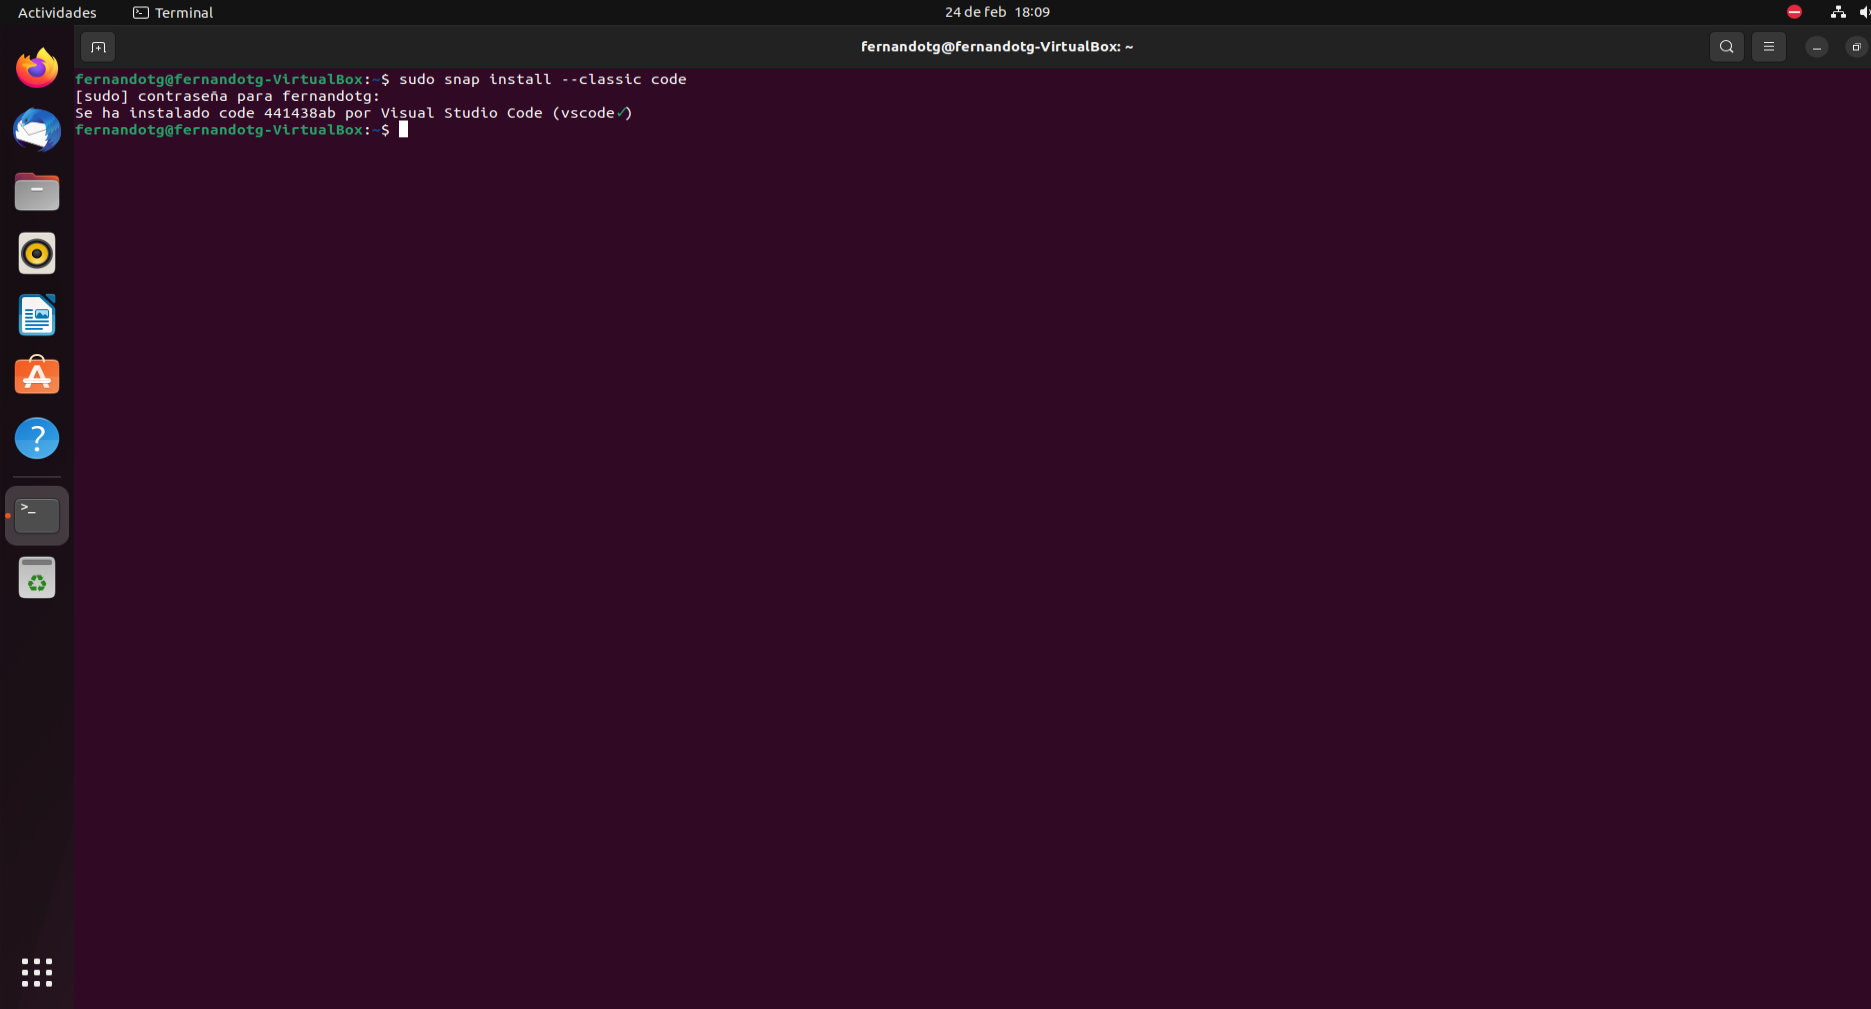 Actividades Terminal 24 de feb 18:09
fernandotg@fernandotg-VirtualBox: ~
fernandotg@fernandotg-VirtualBox:~$ sudo snap install --classic code
[sudo] contraseña para fernandotg:
Se ha instalado code 441438ab por Visual Studio Code (vscode✓)
fernandotg@fernandotg-VirtualBox:~$